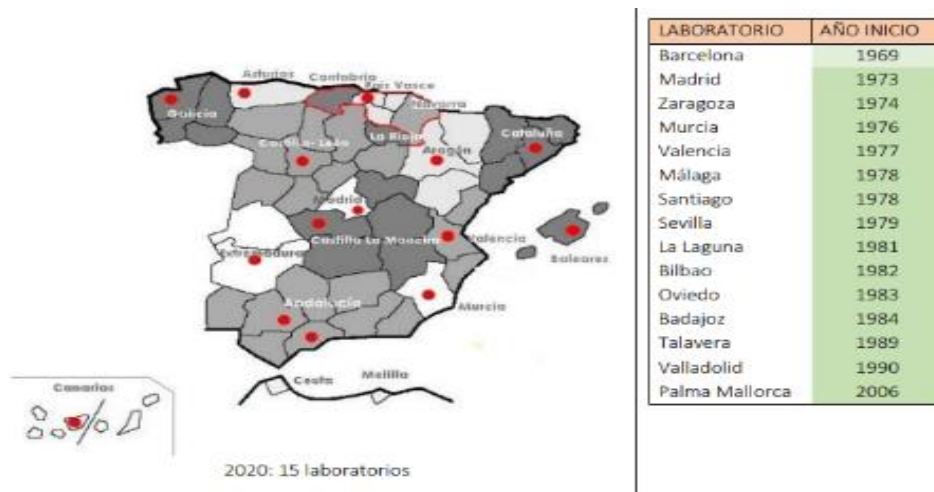 Asturias
Cantabria
País Vasco
Navarra
Galicia
La Rioja
Cataluña
Castilla-León
Aragón
Madrid
Castilla La Mancha
Valencia
Baleares
Extremadura
Andalucía
Murcia
Ceuta
Melilla
Canarias
2020: 15 laboratorios
LABORATORIO AÑO INICIO
Barcelona 1969
Madrid 1973
Zaragoza 1974
Murcia 1976
Valencia 1977
Málaga 1978
Santiago 1978
Sevilla 1979
La Laguna 1981
Bilbao 1982
Oviedo 1983
Badajoz 1984
Talavera 1989
Valladolid 1990
Palma Mallorca 2006